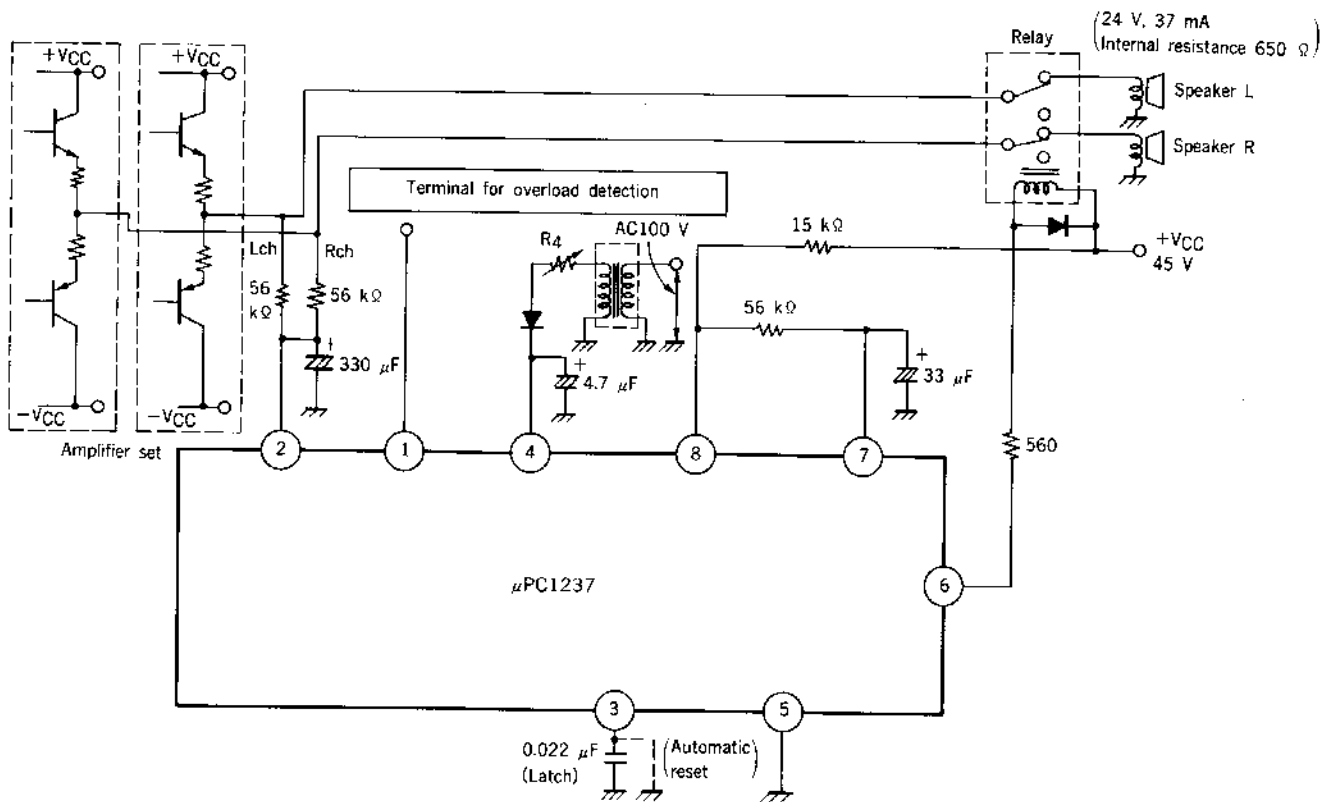 (24 V, 37 mA
Internal resistance 650 Ω)
Relay
+VCC
+VCC
Speaker L
Speaker R
Terminal for overload detection
AC100 V
15 kΩ
R4
+VCC
45 V
Lch
Rch
56
kΩ
56 kΩ
56 kΩ
+
330 μF
+
4.7 μF
+
33 μF
−VCC
−VCC
Amplifier set
560
2
1
4
8
7
μPC1237
6
3
5
0.022 μF
(Latch)
(Automatic
reset)